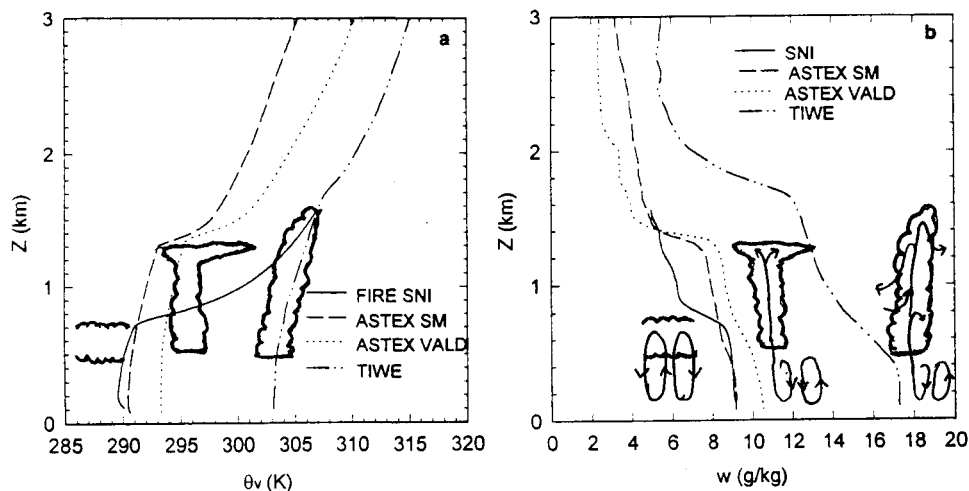 3
2
1
0
Z (km)
a
FIRE SNI
ASTEX SM
ASTEX VALD
TIWE
285 290 295 300 305 310 315 320
θv (K)
3
2
1
0
Z (km)
b
SNI
ASTEX SM
ASTEX VALD
TIWE
0 2 4 6 8 10 12 14 16 18 20
w (g/kg)